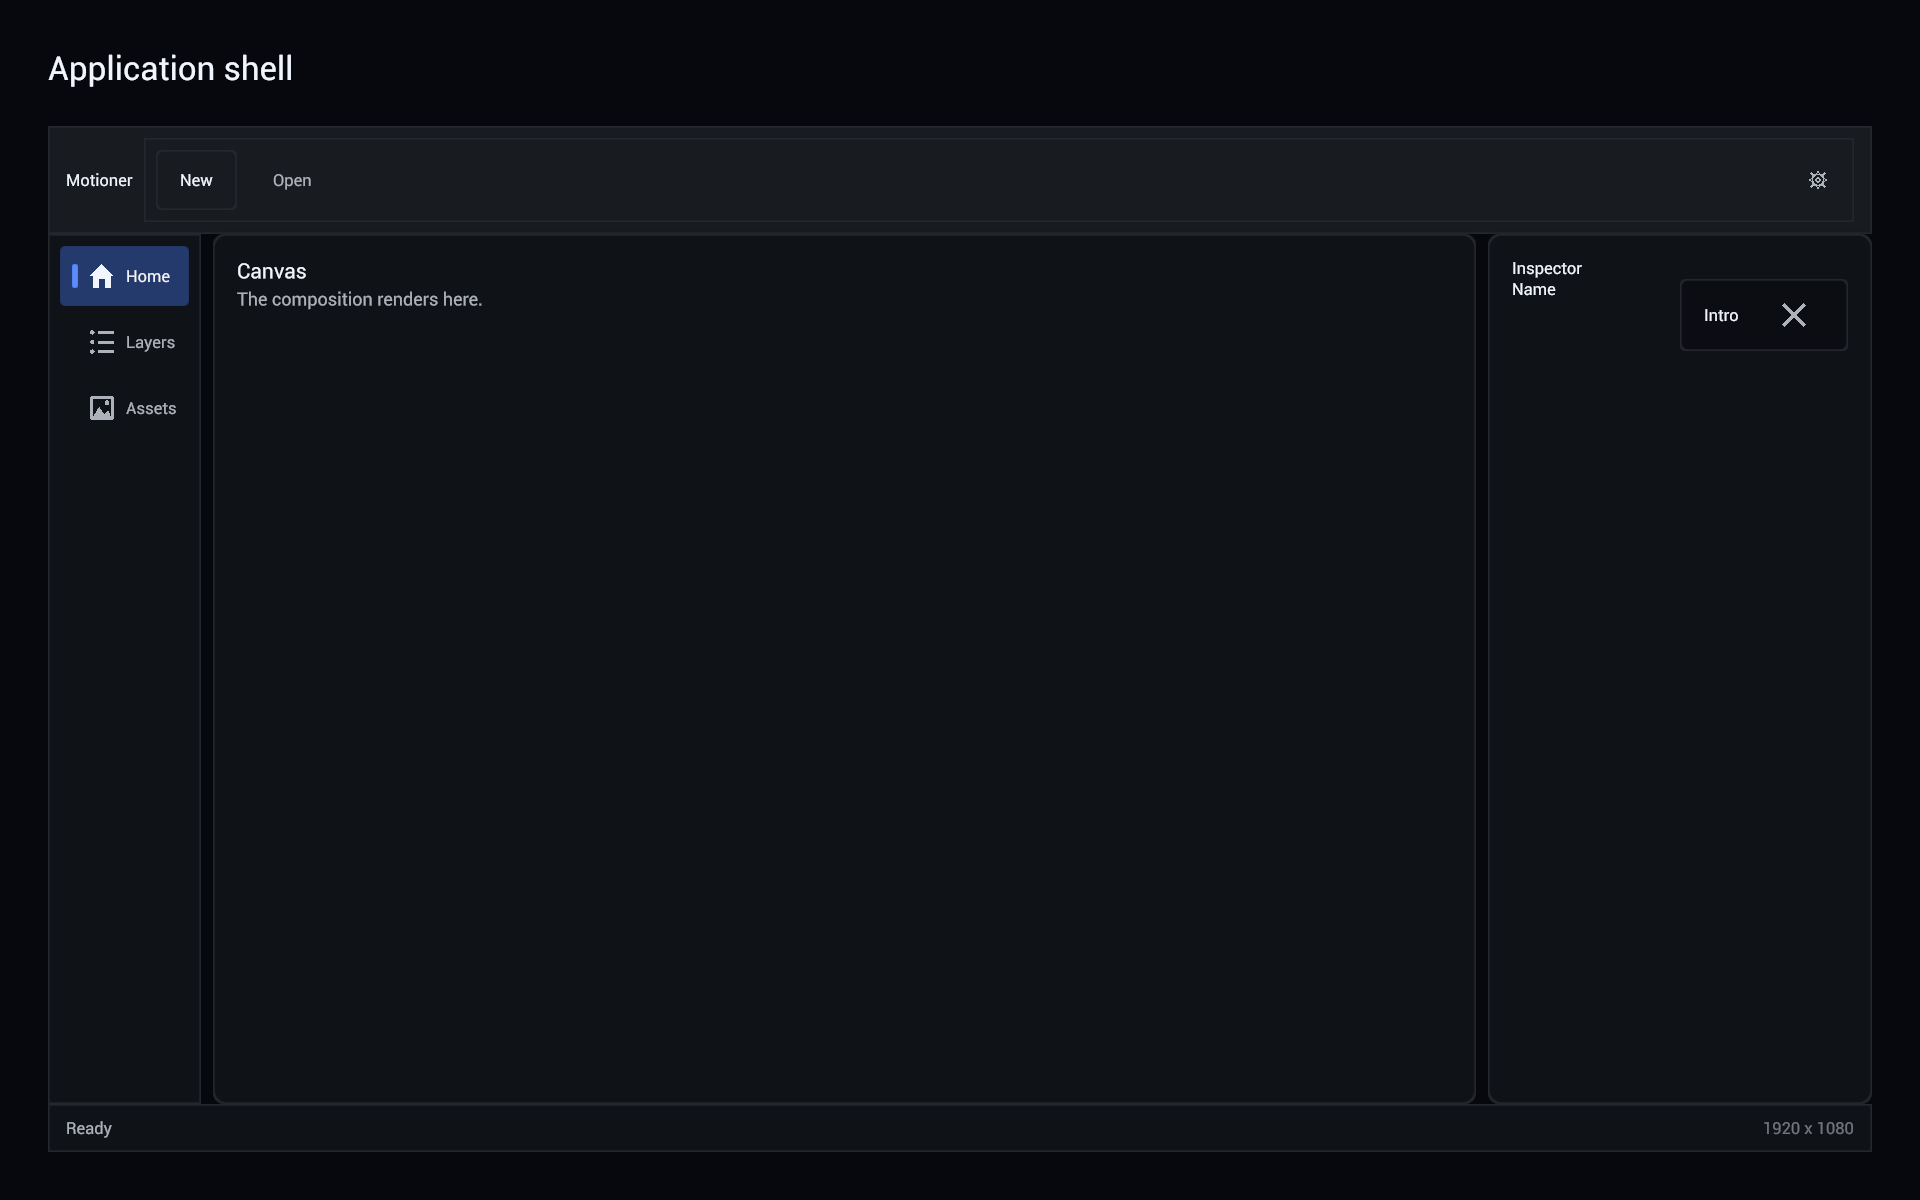 Application shell
Motioner
New
Open
Home
Layers
Assets
Canvas
The composition renders here.
Inspector
Name
Intro
Ready
1920 x 1080